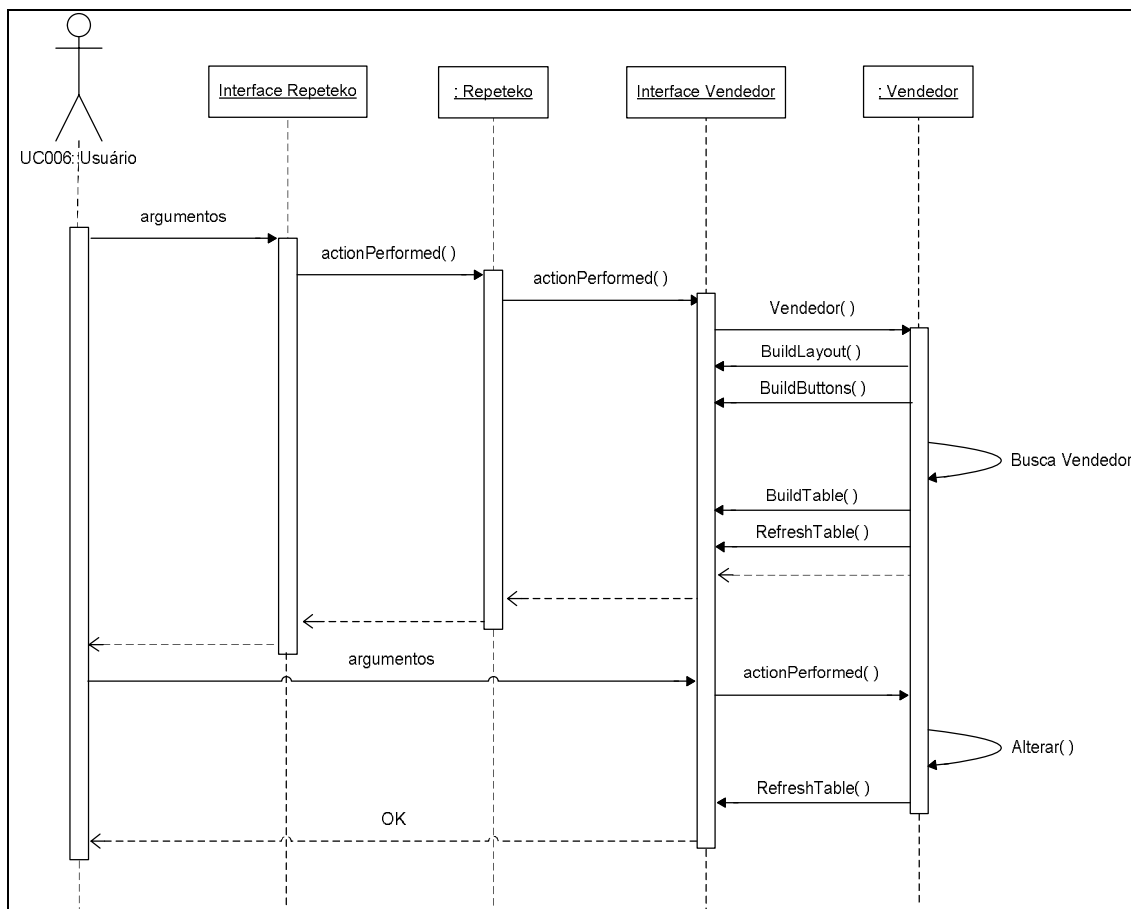 Interface Repeteko
: Repeteko
Interface Vendedor
: Vendedor
UC006: Usuário
argumentos
actionPerformed( )
actionPerformed( )
Vendedor( )
BuildLayout( )
BuildButtons( )
Busca Vendedor
BuildTable( )
RefreshTable( )
argumentos
actionPerformed( )
Alterar( )
RefreshTable( )
OK